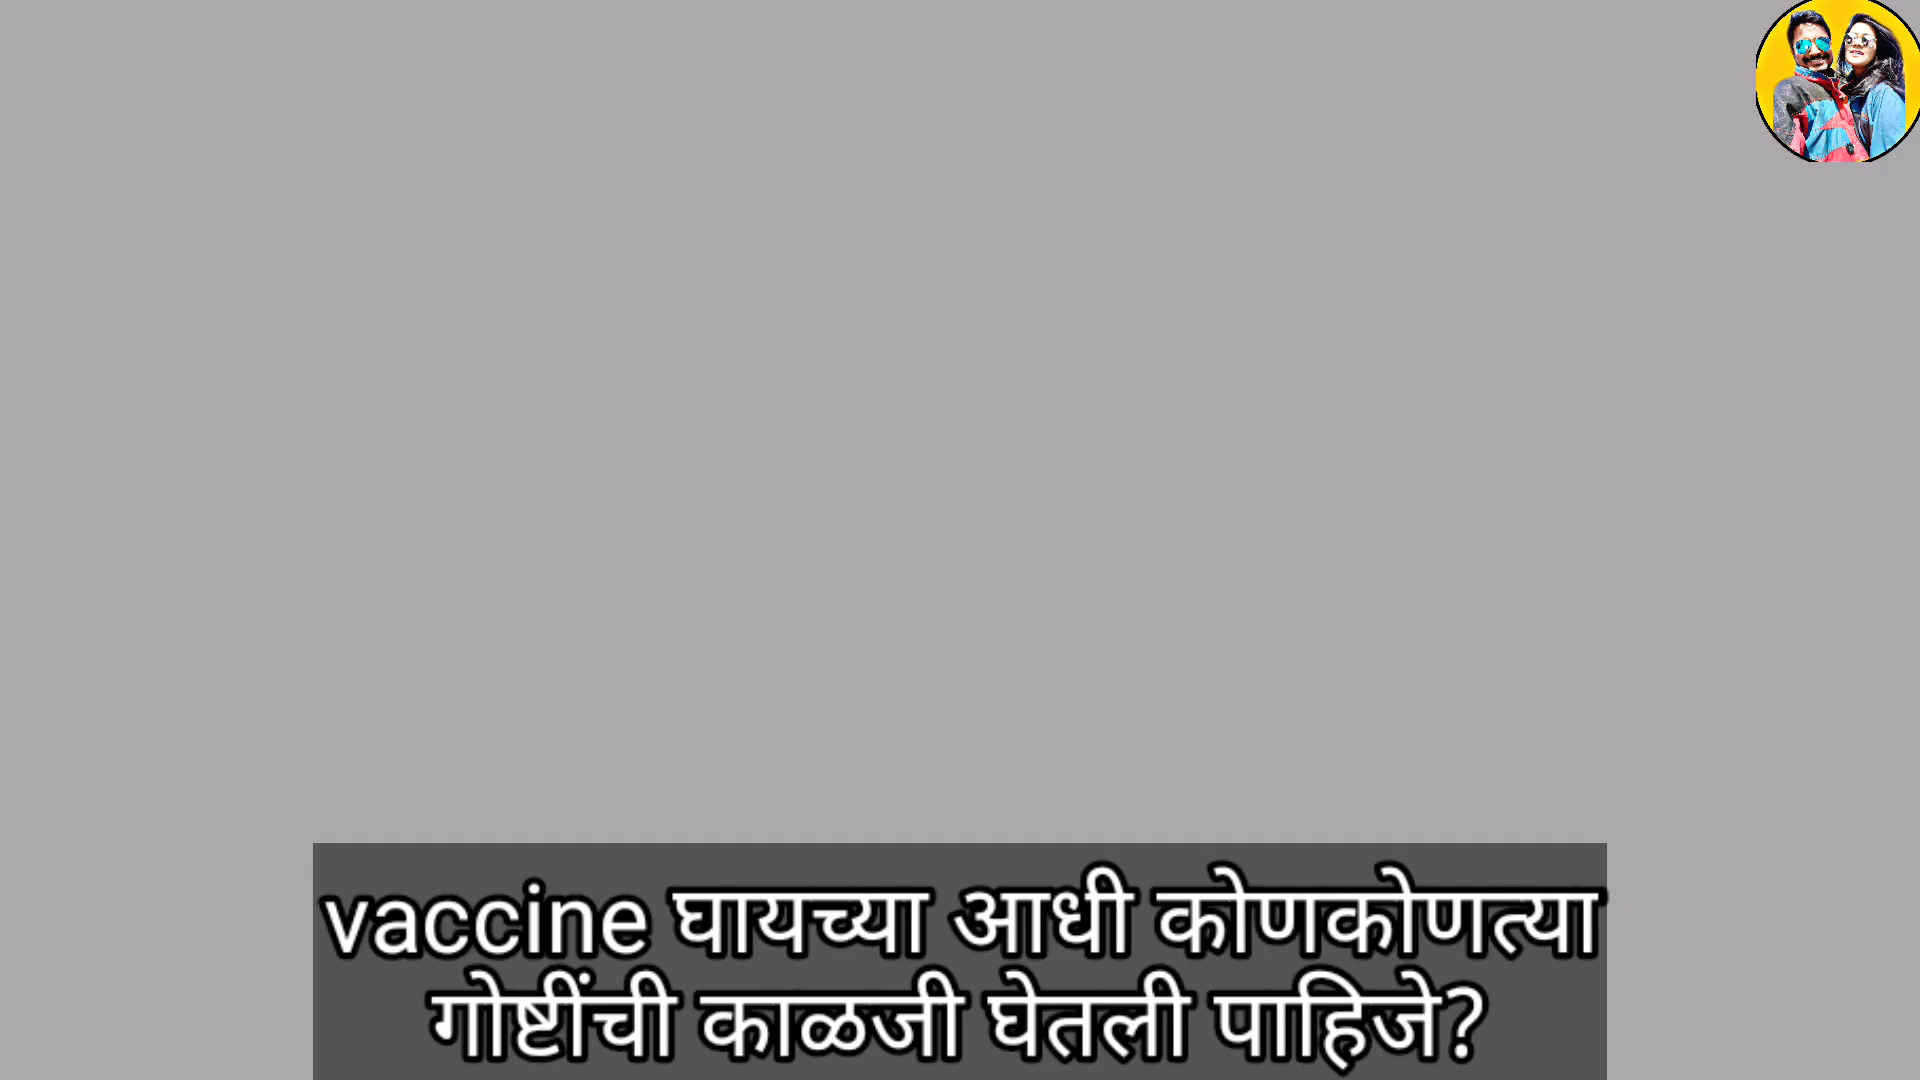 vaccine घायच्या आधी कोणकोणत्या
गोष्टींची काळजी घेतली पाहिजे?